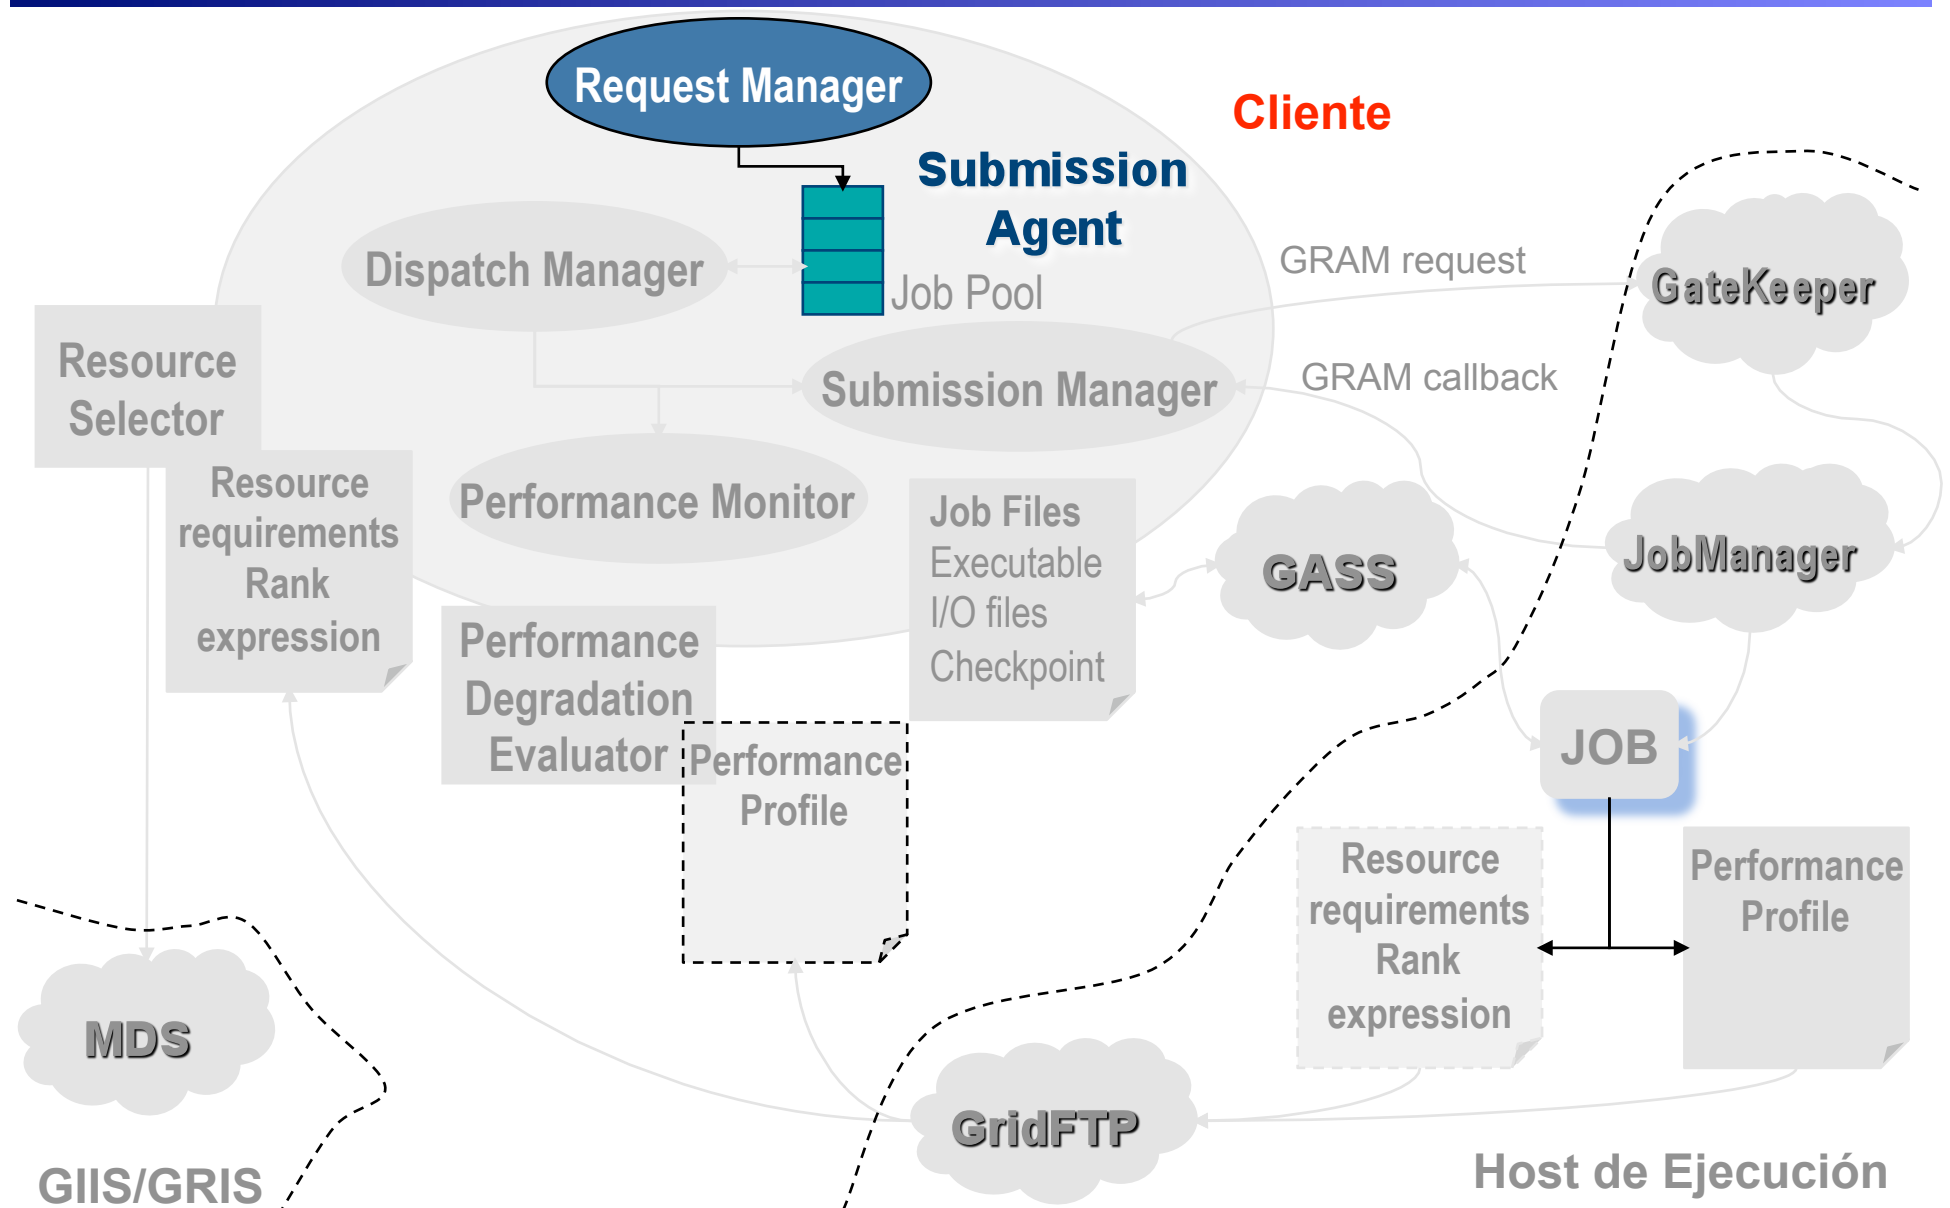 Request Manager
Cliente
Submission
Agent
Dispatch Manager
Job Pool
GRAM request
GateKeeper
Resource
Selector
Submission Manager
GRAM callback
Resource
requirements
Rank
expression
Performance Monitor
Job Files
Executable
I/O files
Checkpoint
GASS
JobManager
Performance
Degradation
Evaluator
Performance
Profile
JOB
Resource
requirements
Rank
expression
Performance
Profile
MDS
GridFTP
GIIS/GRIS
Host de Ejecución